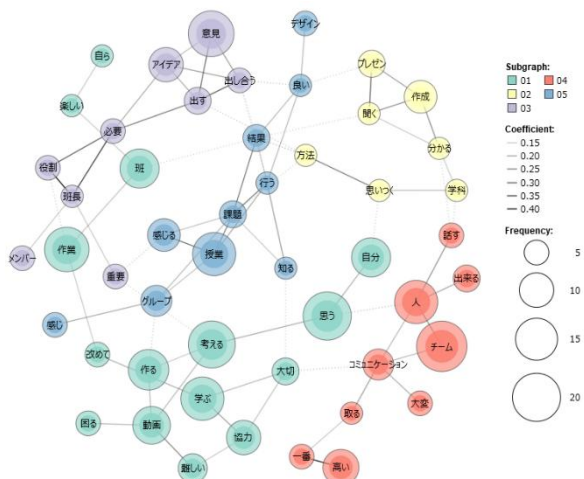 デザイン
意見
自ら
アイデア
プレゼン
出し合う
良い
楽しい
出す
作成
聞く
必要
結果
方法
分かる
役割
班
行う
班長
思いつく
学科
課題
感じる
話す
作業
授業
自分
メンバー
重要
知る
出来る
グループ
人
感じ
思う
考える
チーム
改めて
作る
大切
コミュニケーション
学ぶ
大変
取る
困る
動画
協力
一番
難しい
高い
Subgraph:
01 04
02 05
03
Coefficient:
0.15
0.20
0.25
0.30
0.35
0.40
Frequency:
5
10
15
20